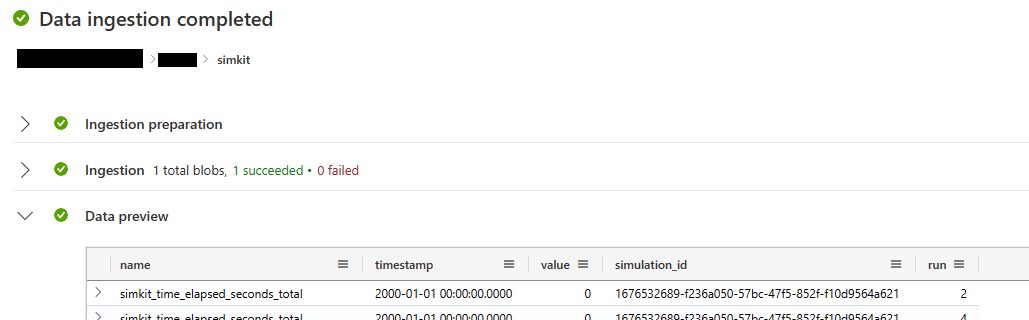 Data ingestion completed
simkit
Ingestion preparation
Ingestion 1 total blobs, 1 succeeded • 0 failed
Data preview
name timestamp value simulation_id run
simkit_time_elapsed_seconds_total 2000-01-01 00:00:00.0000 0 1676532689-f236a050-57bc-47f5-852f-f10d9564a621 2
simkit_time_elapsed_seconds_total 2000-01-01 00:00:00.0000 0 1676532689-f236a050-57bc-47f5-852f-f10d9564a621 4